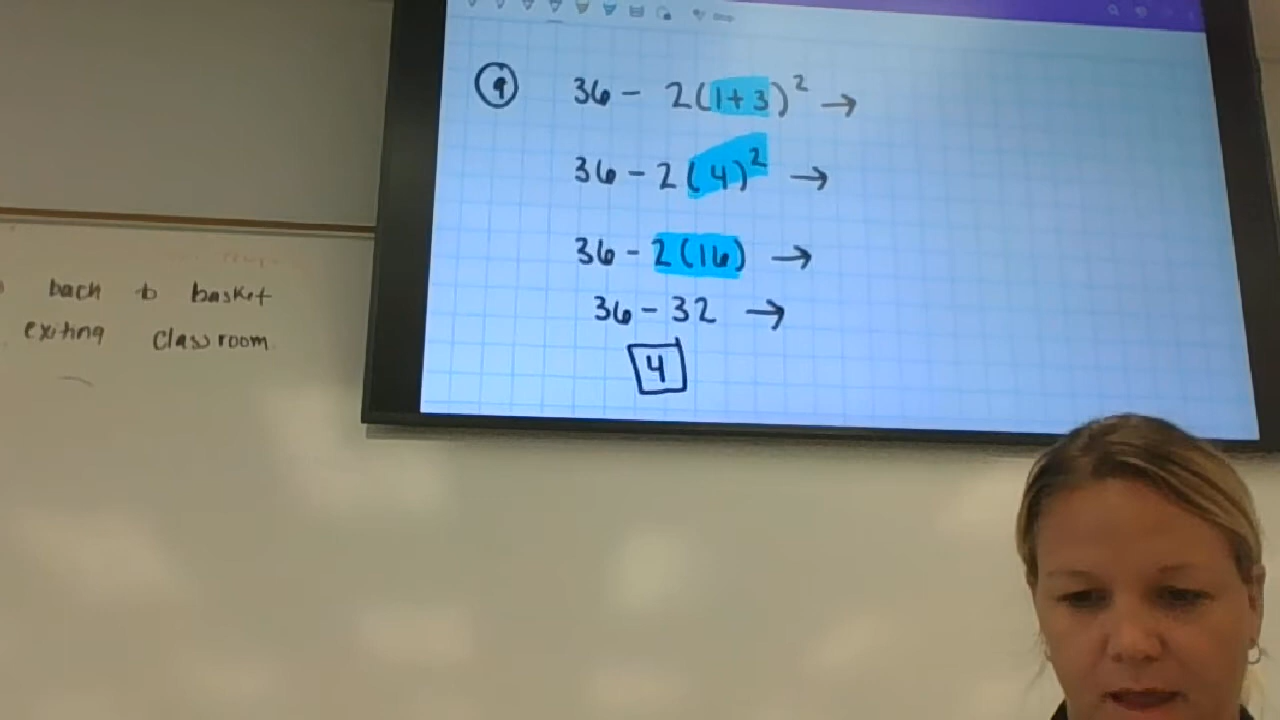 9 36 - 2(1+3)² →
36 - 2(4)² →
36 - 2(16) →
36 - 32 →
4
back to basket
exiting classroom